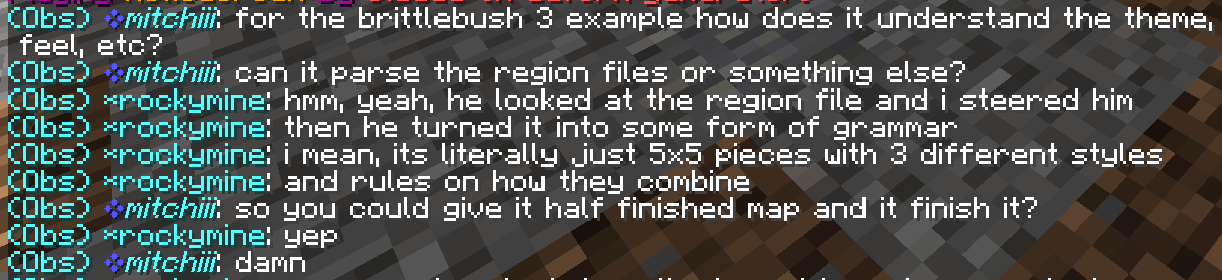 (Obs) ❖mitchiii: for the brittlebush 3 example how does it understand the theme,
feel, etc?
(Obs) ❖mitchiii: can it parse the region files or something else?
(Obs) ×rockymine: hmm, yeah, he looked at the region file and i steered him
(Obs) ×rockymine: then he turned it into some form of grammar
(Obs) ×rockymine: i mean, its literally just 5x5 pieces with 3 different styles
(Obs) ×rockymine: and rules on how they combine
(Obs) ❖mitchiii: so you could give it half finished map and it finish it?
(Obs) ×rockymine: yep
(Obs) ❖mitchiii: damn